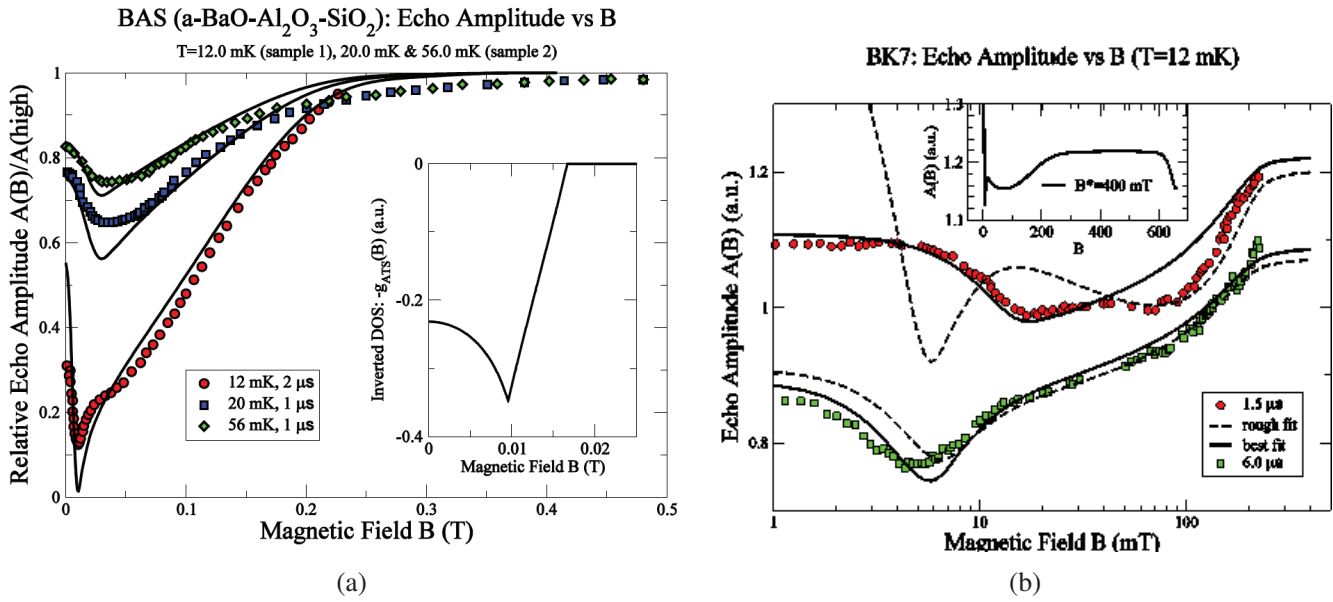 BAS (a-BaO-Al₂O₃-SiO₂): Echo Amplitude vs B
T=12.0 mK (sample 1), 20.0 mK & 56.0 mK (sample 2)
Relative Echo Amplitude A(B)/A(high)
1
0.8
0.6
0.4
0.2
0
0
0.1
0.2
0.3
0.4
0.5
Magnetic Field B (T)
12 mK, 2 μs
20 mK, 1 μs
56 mK, 1 μs
Inverted DOS: -g_ATS(B) (a.u.)
0
-0.2
-0.4
0
0.01
0.02
Magnetic Field B (T)
(a)
BK7: Echo Amplitude vs B (T=12 mK)
Echo Amplitude A(B) (a.u.)
1.2
1
0.8
1
10
100
Magnetic Field B (mT)
A(B) (a.u.)
1.3
1.2
1.1
0
200
400
600
B
B*=400 mT
1.5 μs
rough fit
best fit
6.0 μs
(b)